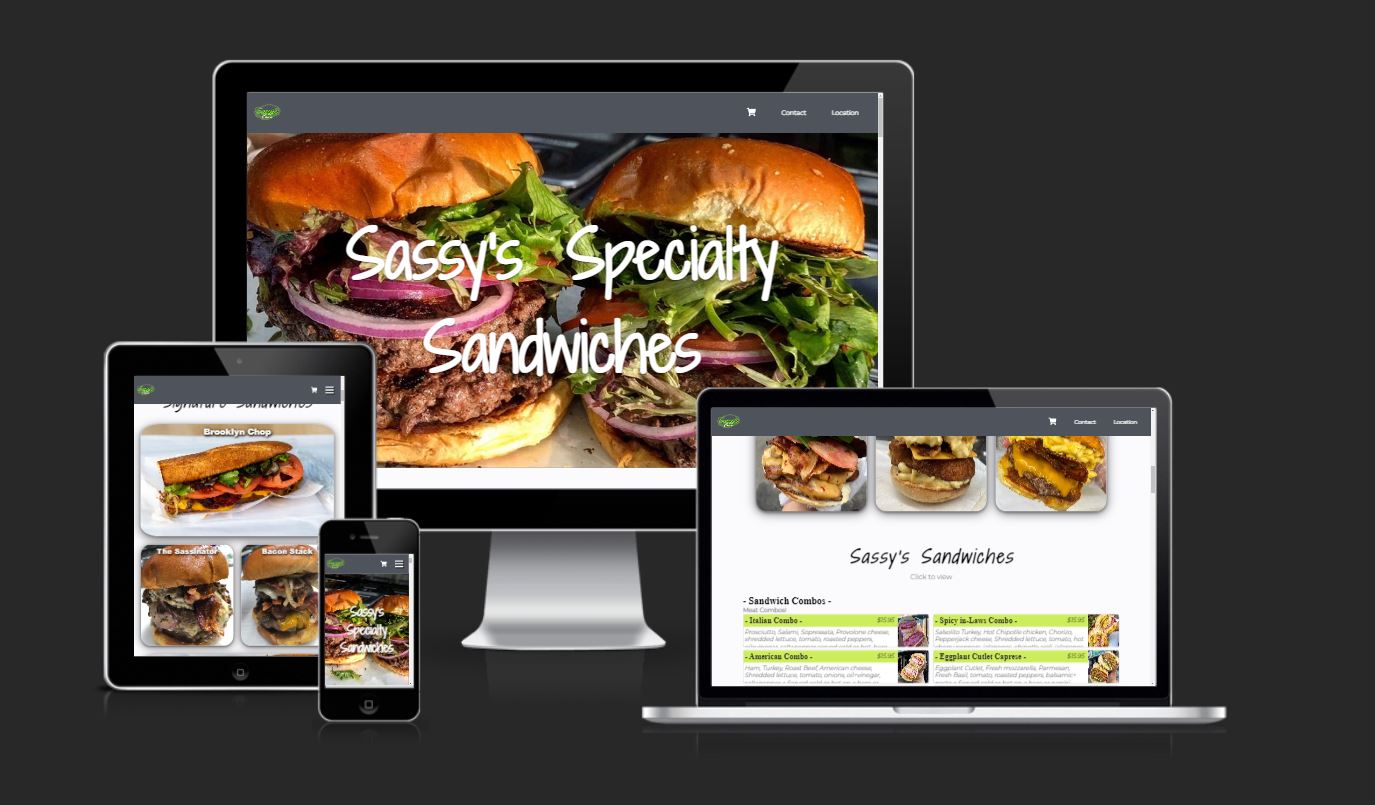 Contact
Location
Sassy's Specialty
Sandwiches
Signature Sandwiches
Brooklyn Chop
The Sassinator
Bacon Stack
Sassy's
Specialty
Sandwiches
Contact
Location
Sassy's Sandwiches
Click to view
- Sandwich Combos -
Meat Combos!
- Italian Combo -
$15.95
Prosciutto, Salami, Sopressata, Provolone cheese,
shredded lettuce, tomato, roasted peppers,
- Spicy in-Laws Combo -
$15.95
Salsalito Turkey, Hot Chipotle chicken, Chorizo,
Pepperjack cheese, Shredded lettuce, tomato, hot
- American Combo -
$15.95
Ham, Turkey, Roast Beef, American cheese,
Shredded lettuce, tomato, onions, oil+vinegar,
- Eggplant Cutlet Caprese -
$15.95
Eggplant Cutlet, Fresh mozzarella, Parmesan,
Fresh Basil, tomato, roasted peppers, balsamic+